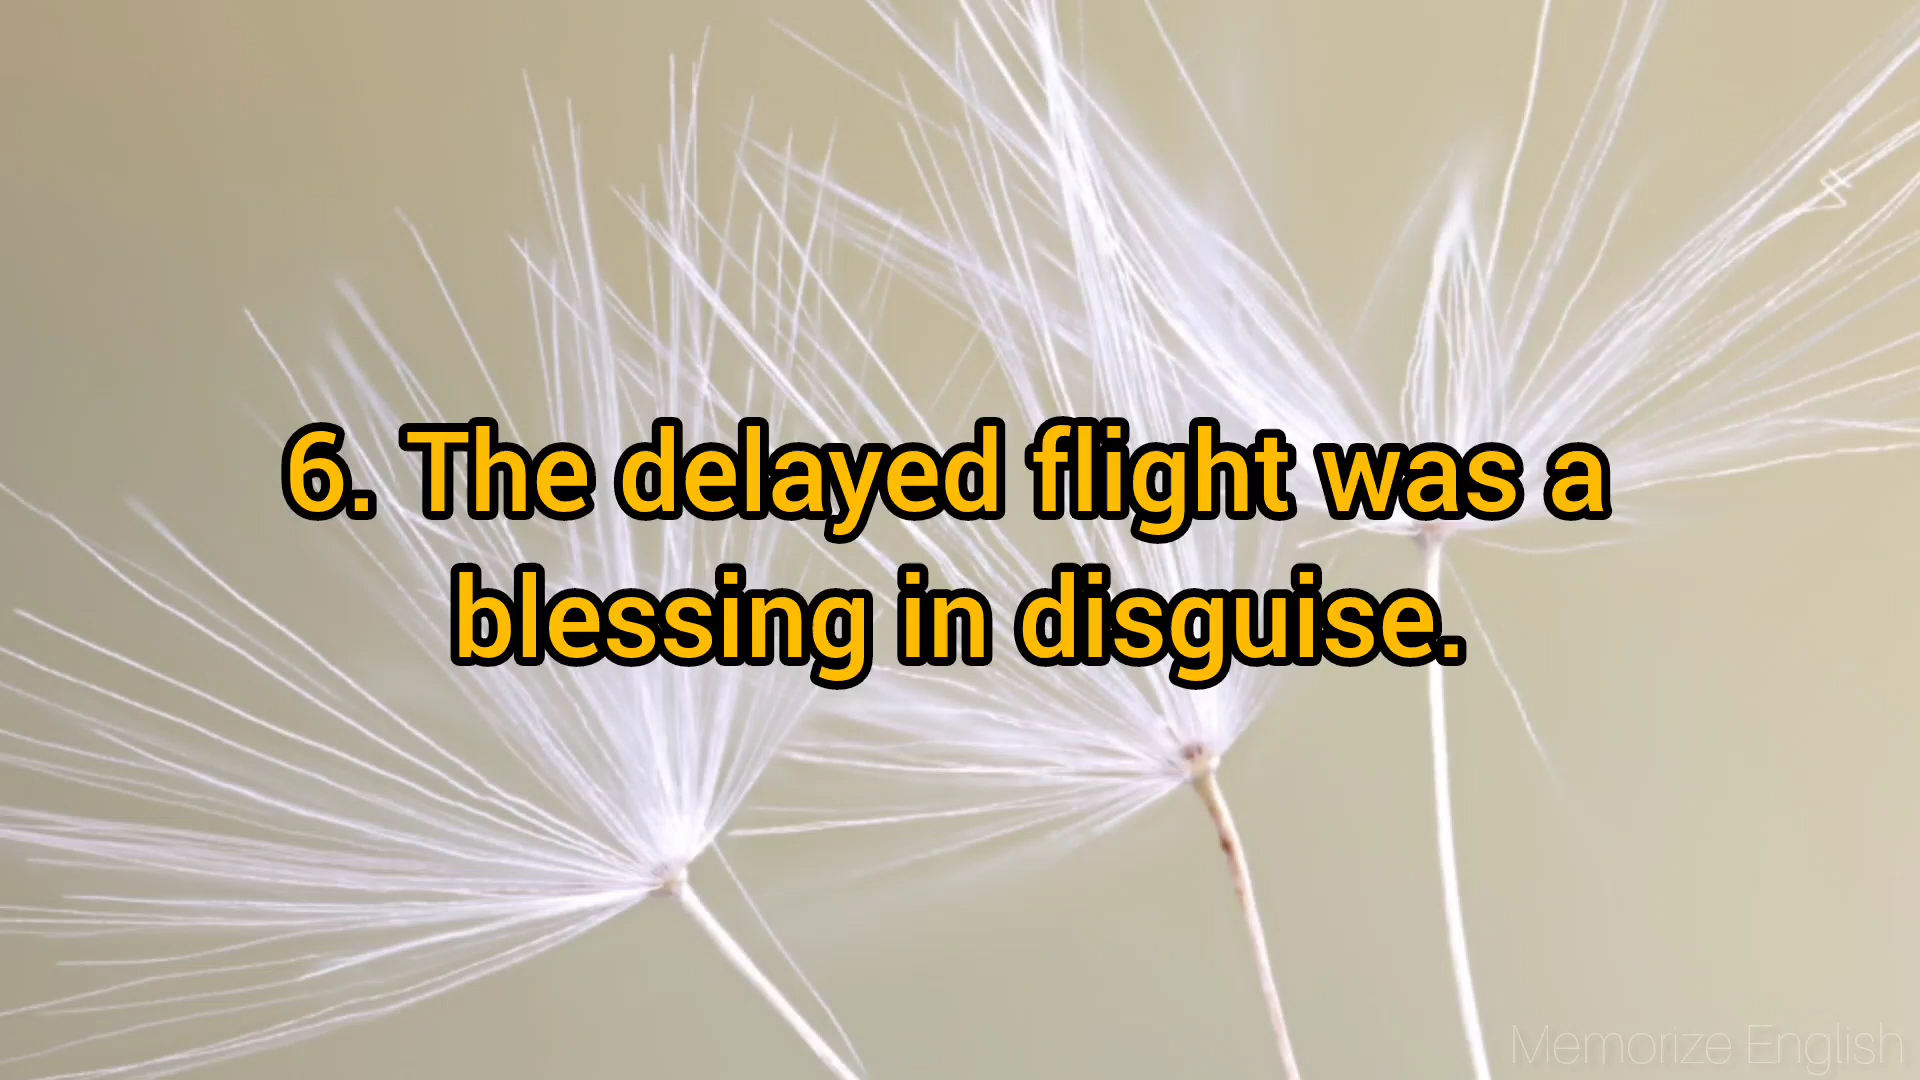 6. The delayed flight was a
blessing in disguise.
Memorize English